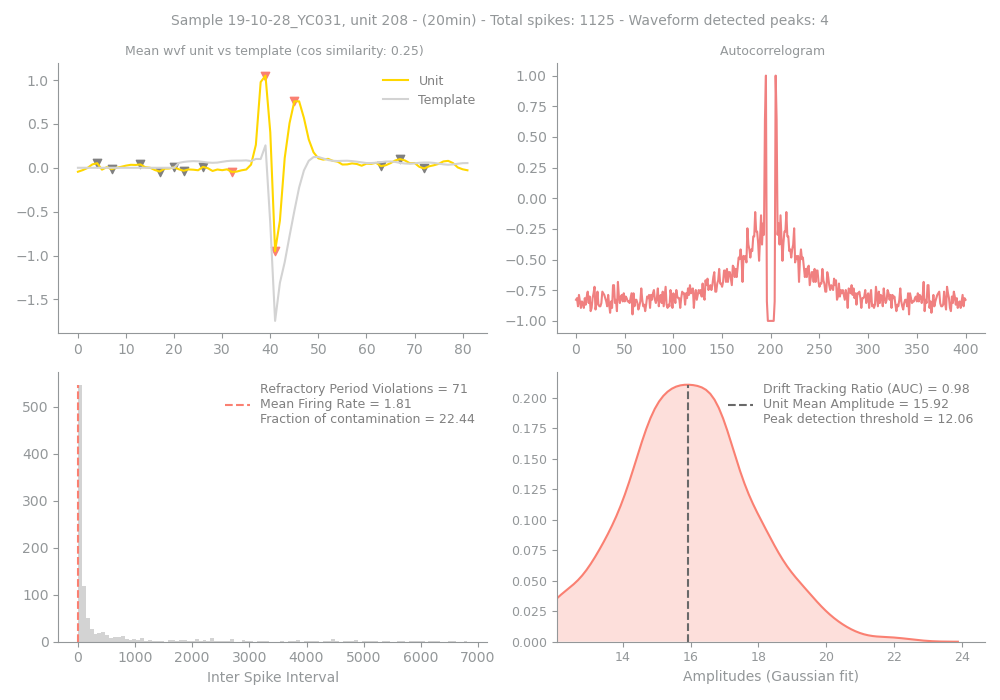 Sample 19-10-28_YC031, unit 208 - (20min) - Total spikes: 1125 - Waveform detected peaks: 4
Mean wvf unit vs template (cos similarity: 0.25)
1.0
0.5
0.0
−0.5
−1.0
−1.5
0 10 20 30 40 50 60 70 80
Unit
Template
Autocorrelogram
1.00
0.75
0.50
0.25
0.00
−0.25
−0.50
−0.75
−1.00
0 50 100 150 200 250 300 350 400
500
400
300
200
100
0
0 1000 2000 3000 4000 5000 6000 7000
Refractory Period Violations = 71
Mean Firing Rate = 1.81
Fraction of contamination = 22.44
Inter Spike Interval
0.200
0.175
0.150
0.125
0.100
0.075
0.050
0.025
0.000
14 16 18 20 22 24
Drift Tracking Ratio (AUC) = 0.98
Unit Mean Amplitude = 15.92
Peak detection threshold = 12.06
Amplitudes (Gaussian fit)